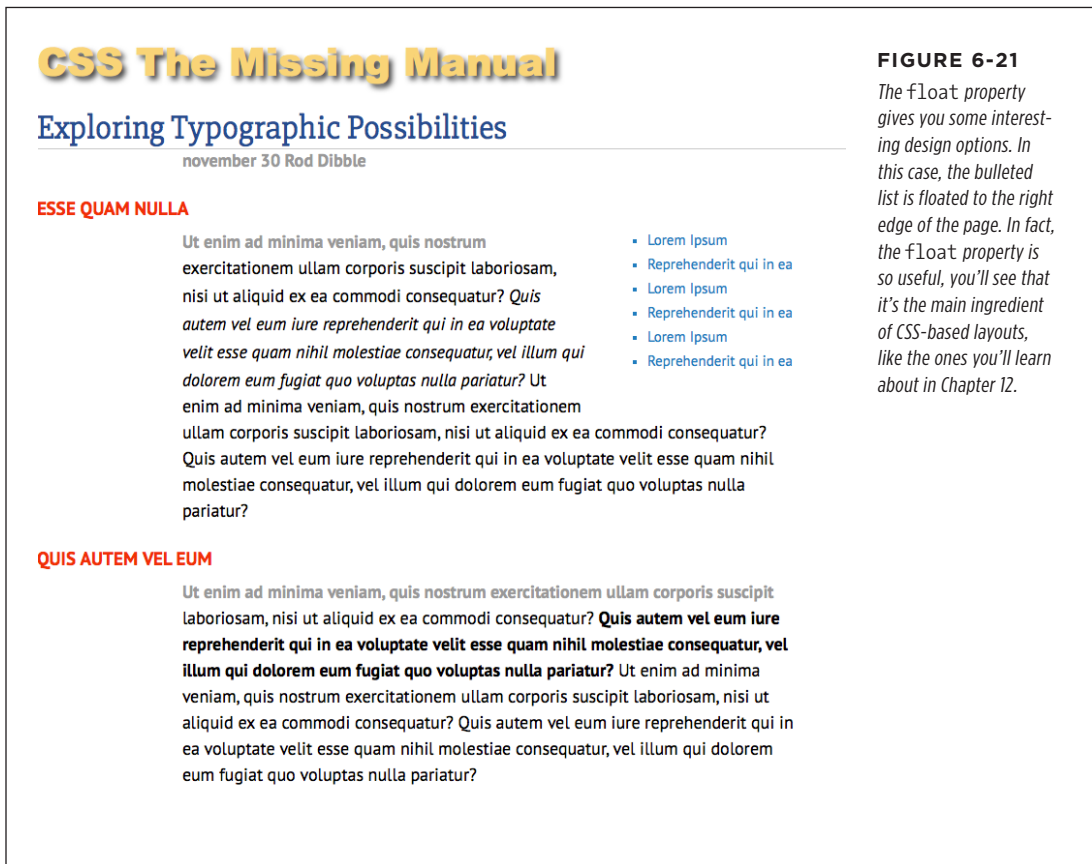 CSS The Missing Manual
Exploring Typographic Possibilities
november 30 Rod Dibble
ESSE QUAM NULLA
Ut enim ad minima veniam, quis nostrum
exercitationem ullam corporis suscipit laboriosam,
nisi ut aliquid ex ea commodi consequatur? Quis
autem vel eum iure reprehenderit qui in ea voluptate
velit esse quam nihil molestiae consequatur, vel illum qui
dolorem eum fugiat quo voluptas nulla pariatur? Ut
enim ad minima veniam, quis nostrum exercitationem
ullam corporis suscipit laboriosam, nisi ut aliquid ex ea commodi consequatur?
Quis autem vel eum iure reprehenderit qui in ea voluptate velit esse quam nihil
molestiae consequatur, vel illum qui dolorem eum fugiat quo voluptas nulla
pariatur?
▪ Lorem Ipsum
▪ Reprehenderit qui in ea
▪ Lorem Ipsum
▪ Reprehenderit qui in ea
▪ Lorem Ipsum
▪ Reprehenderit qui in ea
QUIS AUTEM VEL EUM
Ut enim ad minima veniam, quis nostrum exercitationem ullam corporis suscipit
laboriosam, nisi ut aliquid ex ea commodi consequatur? Quis autem vel eum iure
reprehenderit qui in ea voluptate velit esse quam nihil molestiae consequatur, vel
illum qui dolorem eum fugiat quo voluptas nulla pariatur? Ut enim ad minima
veniam, quis nostrum exercitationem ullam corporis suscipit laboriosam, nisi ut
aliquid ex ea commodi consequatur? Quis autem vel eum iure reprehenderit qui in
ea voluptate velit esse quam nihil molestiae consequatur, vel illum qui dolorem
eum fugiat quo voluptas nulla pariatur?
FIGURE 6-21
The float property
gives you some interest-
ing design options. In
this case, the bulleted
list is floated to the right
edge of the page. In fact,
the float property is
so useful, you'll see that
it's the main ingredient
of CSS-based layouts,
like the ones you'll learn
about in Chapter 12.